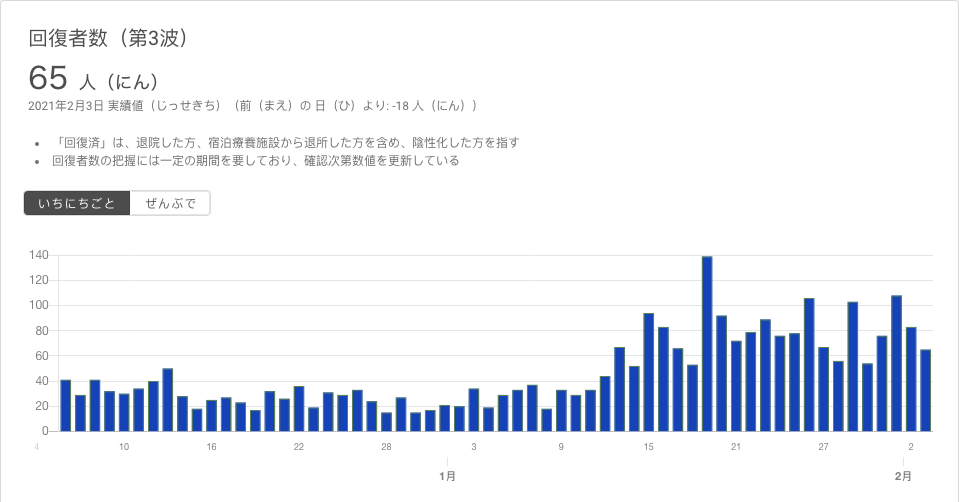 回復者数（第3波）
65 人（にん）
2021年2月3日 実績値（じっせきち）（前（まえ）の 日（ひ）より: -18 人（にん））
「回復済」は、退院した方、宿泊療養施設から退所した方を含め、陰性化した方を指す
回復者数の把握には一定の期間を要しており、確認次第数値を更新している
いちにちごと ぜんぶで
140
120
100
80
60
40
20
0
4 10 16 22 28 3 9 15 21 27 2
1月 2月